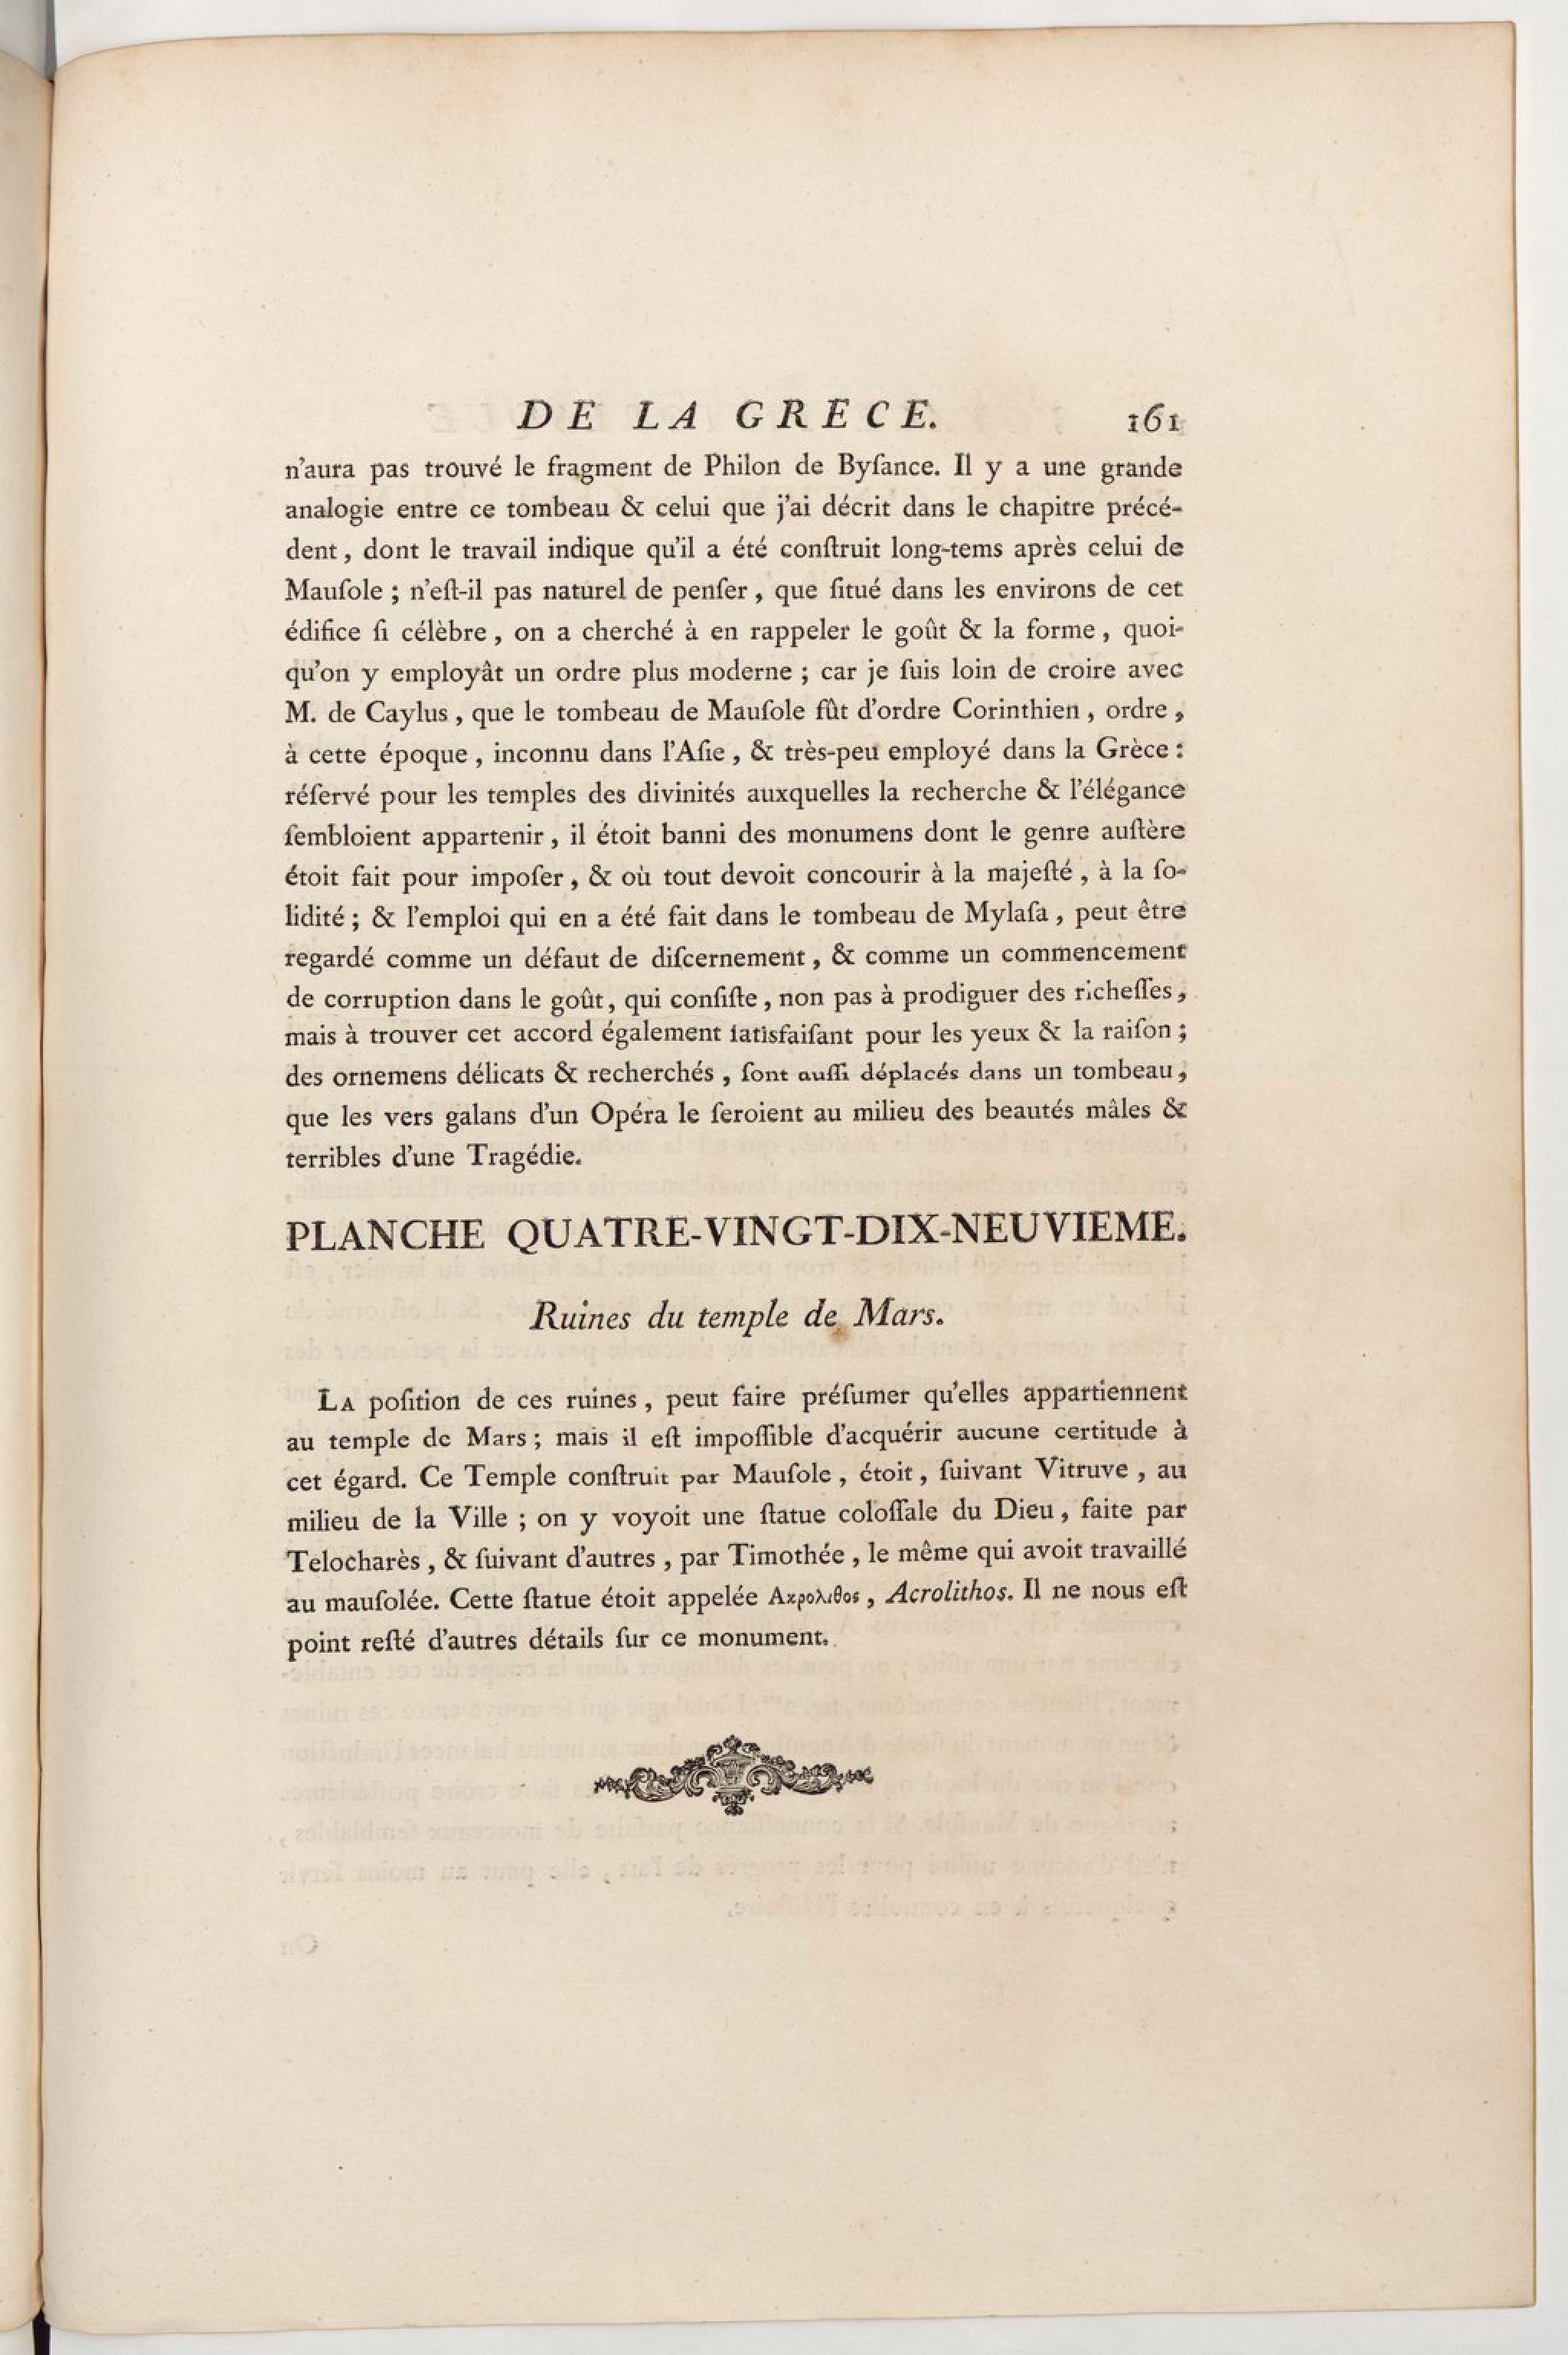 DE LA GRECE. 161
n'aura pas trouvé le fragment de Philon de Byſance. Il y a une grande
analogie entre ce tombeau & celui que j'ai décrit dans le chapitre précé-
dent, dont le travail indique qu'il a été conſtruit long-tems après celui de
Mauſole ; n'eſt-il pas naturel de penſer, que ſitué dans les environs de cet
édifice ſi célèbre, on a cherché à en rappeler le goût & la forme, quoi-
qu'on y employât un ordre plus moderne ; car je ſuis loin de croire avec
M. de Caylus, que le tombeau de Mauſole fût d'ordre Corinthien, ordre,
à cette époque, inconnu dans l'Aſie, & très-peu employé dans la Grèce :
réſervé pour les temples des divinités auxquelles la recherche & l'élégance
ſembloient appartenir, il étoit banni des monumens dont le genre auſtère
étoit fait pour impoſer, & où tout devoit concourir à la majeſté, à la ſo-
lidité ; & l'emploi qui en a été fait dans le tombeau de Mylaſa, peut être
regardé comme un défaut de diſcernement, & comme un commencement
de corruption dans le goût, qui conſiſte, non pas à prodiguer des richeſſes,
mais à trouver cet accord également ſatisfaiſant pour les yeux & la raiſon ;
des ornemens délicats & recherchés, ſont auſſi déplacés dans un tombeau,
que les vers galans d'un Opéra le ſeroient au milieu des beautés mâles &
terribles d'une Tragédie.
PLANCHE QUATRE-VINGT-DIX-NEUVIEME.
Ruines du temple de Mars.
LA poſition de ces ruines, peut faire préſumer qu'elles appartiennent
au temple de Mars ; mais il eſt impoſſible d'acquérir aucune certitude à
cet égard. Ce Temple conſtruit par Mauſole, étoit, ſuivant Vitruve, au
milieu de la Ville ; on y voyoit une ſtatue coloſſale du Dieu, faite par
Telocharès, & ſuivant d'autres, par Timothée, le même qui avoit travaillé
au mauſolée. Cette ſtatue étoit appelée Ακρολιθος, Acrolithos. Il ne nous eſt
point reſté d'autres détails ſur ce monument.